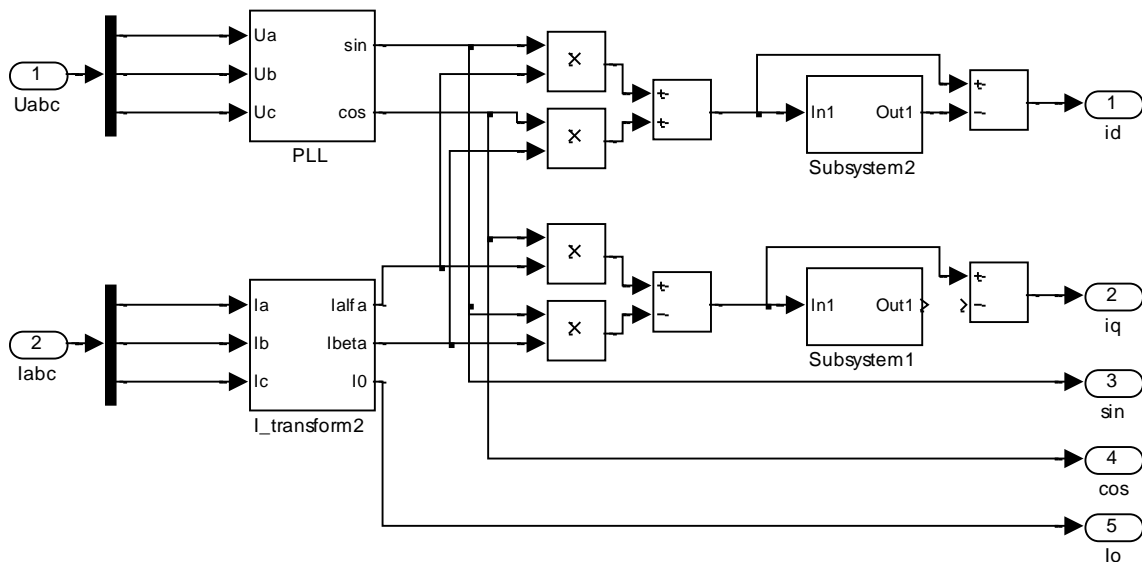 1
Uabc
Ua
Ub
Uc
sin
cos
PLL
×
×
+
+
In1
Out1
Subsystem2
+
−
1
id
2
Iabc
Ia
Ib
Ic
Ialfa
Ibeta
I0
I_transform2
×
×
+
−
In1
Out1
Subsystem1
+
−
2
iq
3
sin
4
cos
5
Io